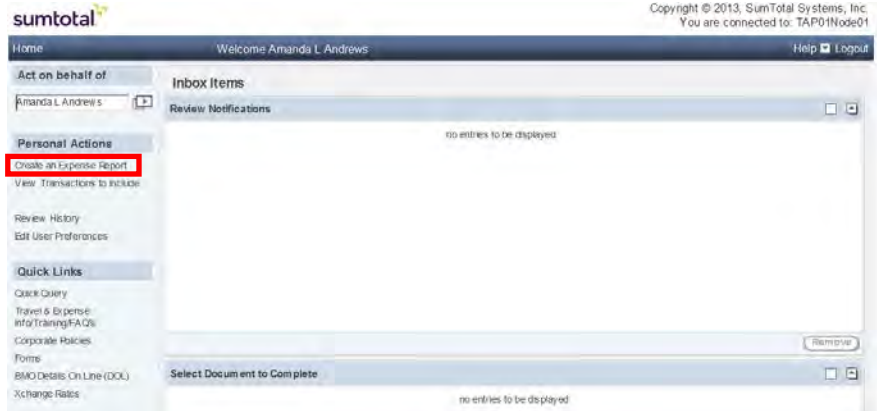 sumtotal
Copyright © 2013, SumTotal Systems, Inc.
You are connected to: TAP01Node01
Home
Welcome Amanda L Andrews
Help Logout
Act on behalf of
Amanda L Andrews
Personal Actions
Create an Expense Report
View Transactions to Include
Review History
Edit User Preferences
Quick Links
Quick Query
Travel & Expense
Info/Training/FAQ's
Corporate Policies
Forms
BMO Details On Line (DOL)
Xchange Rates
Inbox Items
Review Notifications
no entries to be displayed
Remove
Select Document to Complete
no entries to be displayed